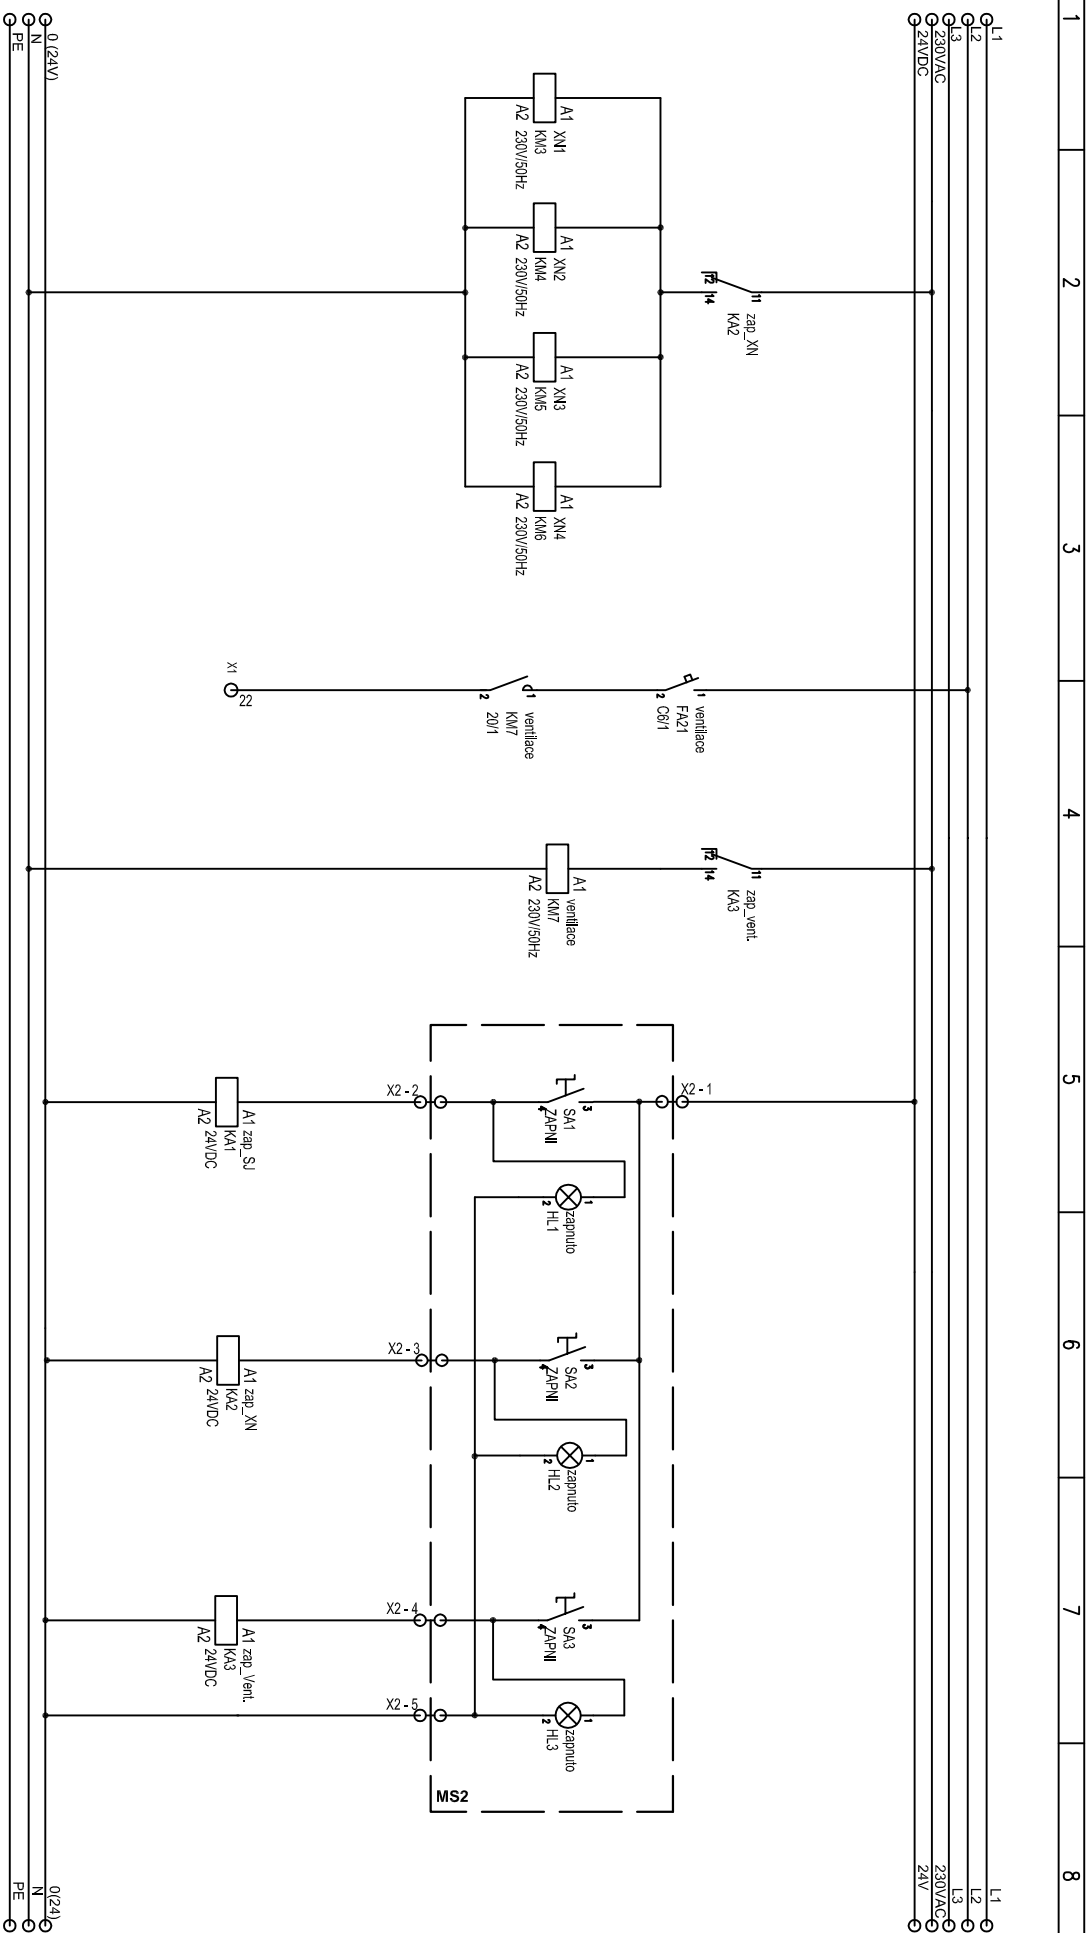 1
2
3
4
5
6
7
8
L1
L2
L3
230VAC
24VDC
L1
L2
L3
230VAC
24V
11
12
14
zap_XN
KA2
A1
A2
XN1
KM3
230V/50Hz
A1
A2
XN2
KM4
230V/50Hz
A1
A2
XN3
KM5
230V/50Hz
A1
A2
XN4
KM6
230V/50Hz
1
2
ventilace
FA21
C6/1
1
2
ventilace
KM7
20/1
X1
22
11
12
14
zap_vent.
KA3
A1
A2
ventilace
KM7
230V/50Hz
X2 - 1
3
4
SA1
ZAPNI
1
2
zapnuto
HL1
3
4
SA2
ZAPNI
1
2
zapnuto
HL2
3
4
SA3
ZAPNI
1
2
zapnuto
HL3
MS2
X2 - 2
X2 - 3
X2 - 4
X2 - 5
A1 zap_SJ
KA1
A2 24VDC
A1 zap_XN
KA2
A2 24VDC
A1 zap_Vent.
KA3
A2 24VDC
0 (24V)
N
PE
0(24)
N
PE